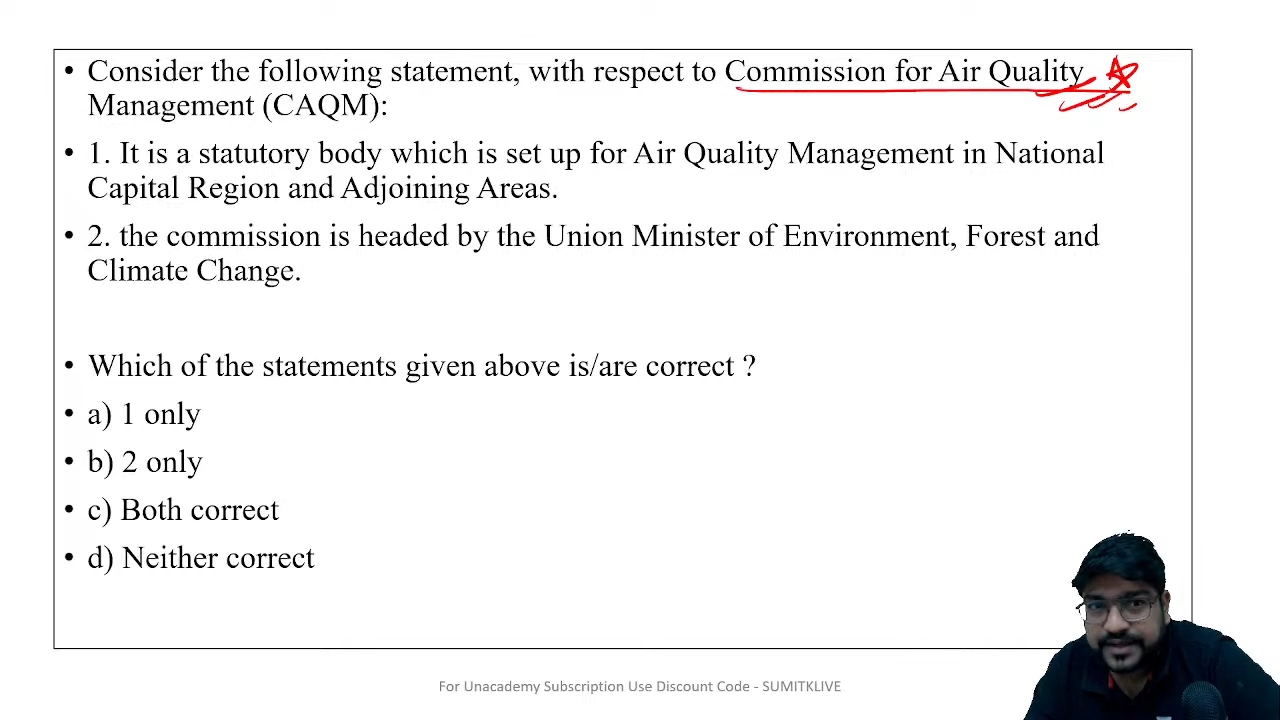 • Consider the following statement, with respect to Commission for Air Quality
Management (CAQM):
• 1. It is a statutory body which is set up for Air Quality Management in National
Capital Region and Adjoining Areas.
• 2. the commission is headed by the Union Minister of Environment, Forest and
Climate Change.
• Which of the statements given above is/are correct ?
• a) 1 only
• b) 2 only
• c) Both correct
• d) Neither correct
For Unacademy Subscription Use Discount Code - SUMITKLIVE